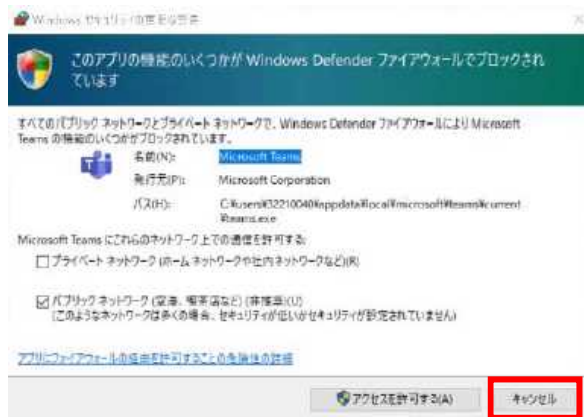 Windows セキュリティの重要な警告
このアプリの機能のいくつかが Windows Defender ファイアウォールでブロックされ
ています
すべてのパブリック ネットワークとプライベート ネットワークで、Windows Defender ファイアウォールにより Microsoft
Teams の機能のいくつかがブロックされています。
名前(N): Microsoft Teams
発行元(P): Microsoft Corporation
パス(H): C:¥users¥32210040¥appdata¥local¥microsoft¥teams¥current
¥teams.exe
Microsoft Teams にこれらのネットワーク上での通信を許可する:
プライベート ネットワーク (ホーム ネットワークや社内ネットワークなど)(R)
パブリック ネットワーク (空港、喫茶店など) (非推奨)(U)
(このようなネットワークは多くの場合、セキュリティが低いかセキュリティが設定されていません)
アプリにファイアウォールの経由を許可することの危険性の詳細
アクセスを許可する(A) キャンセル